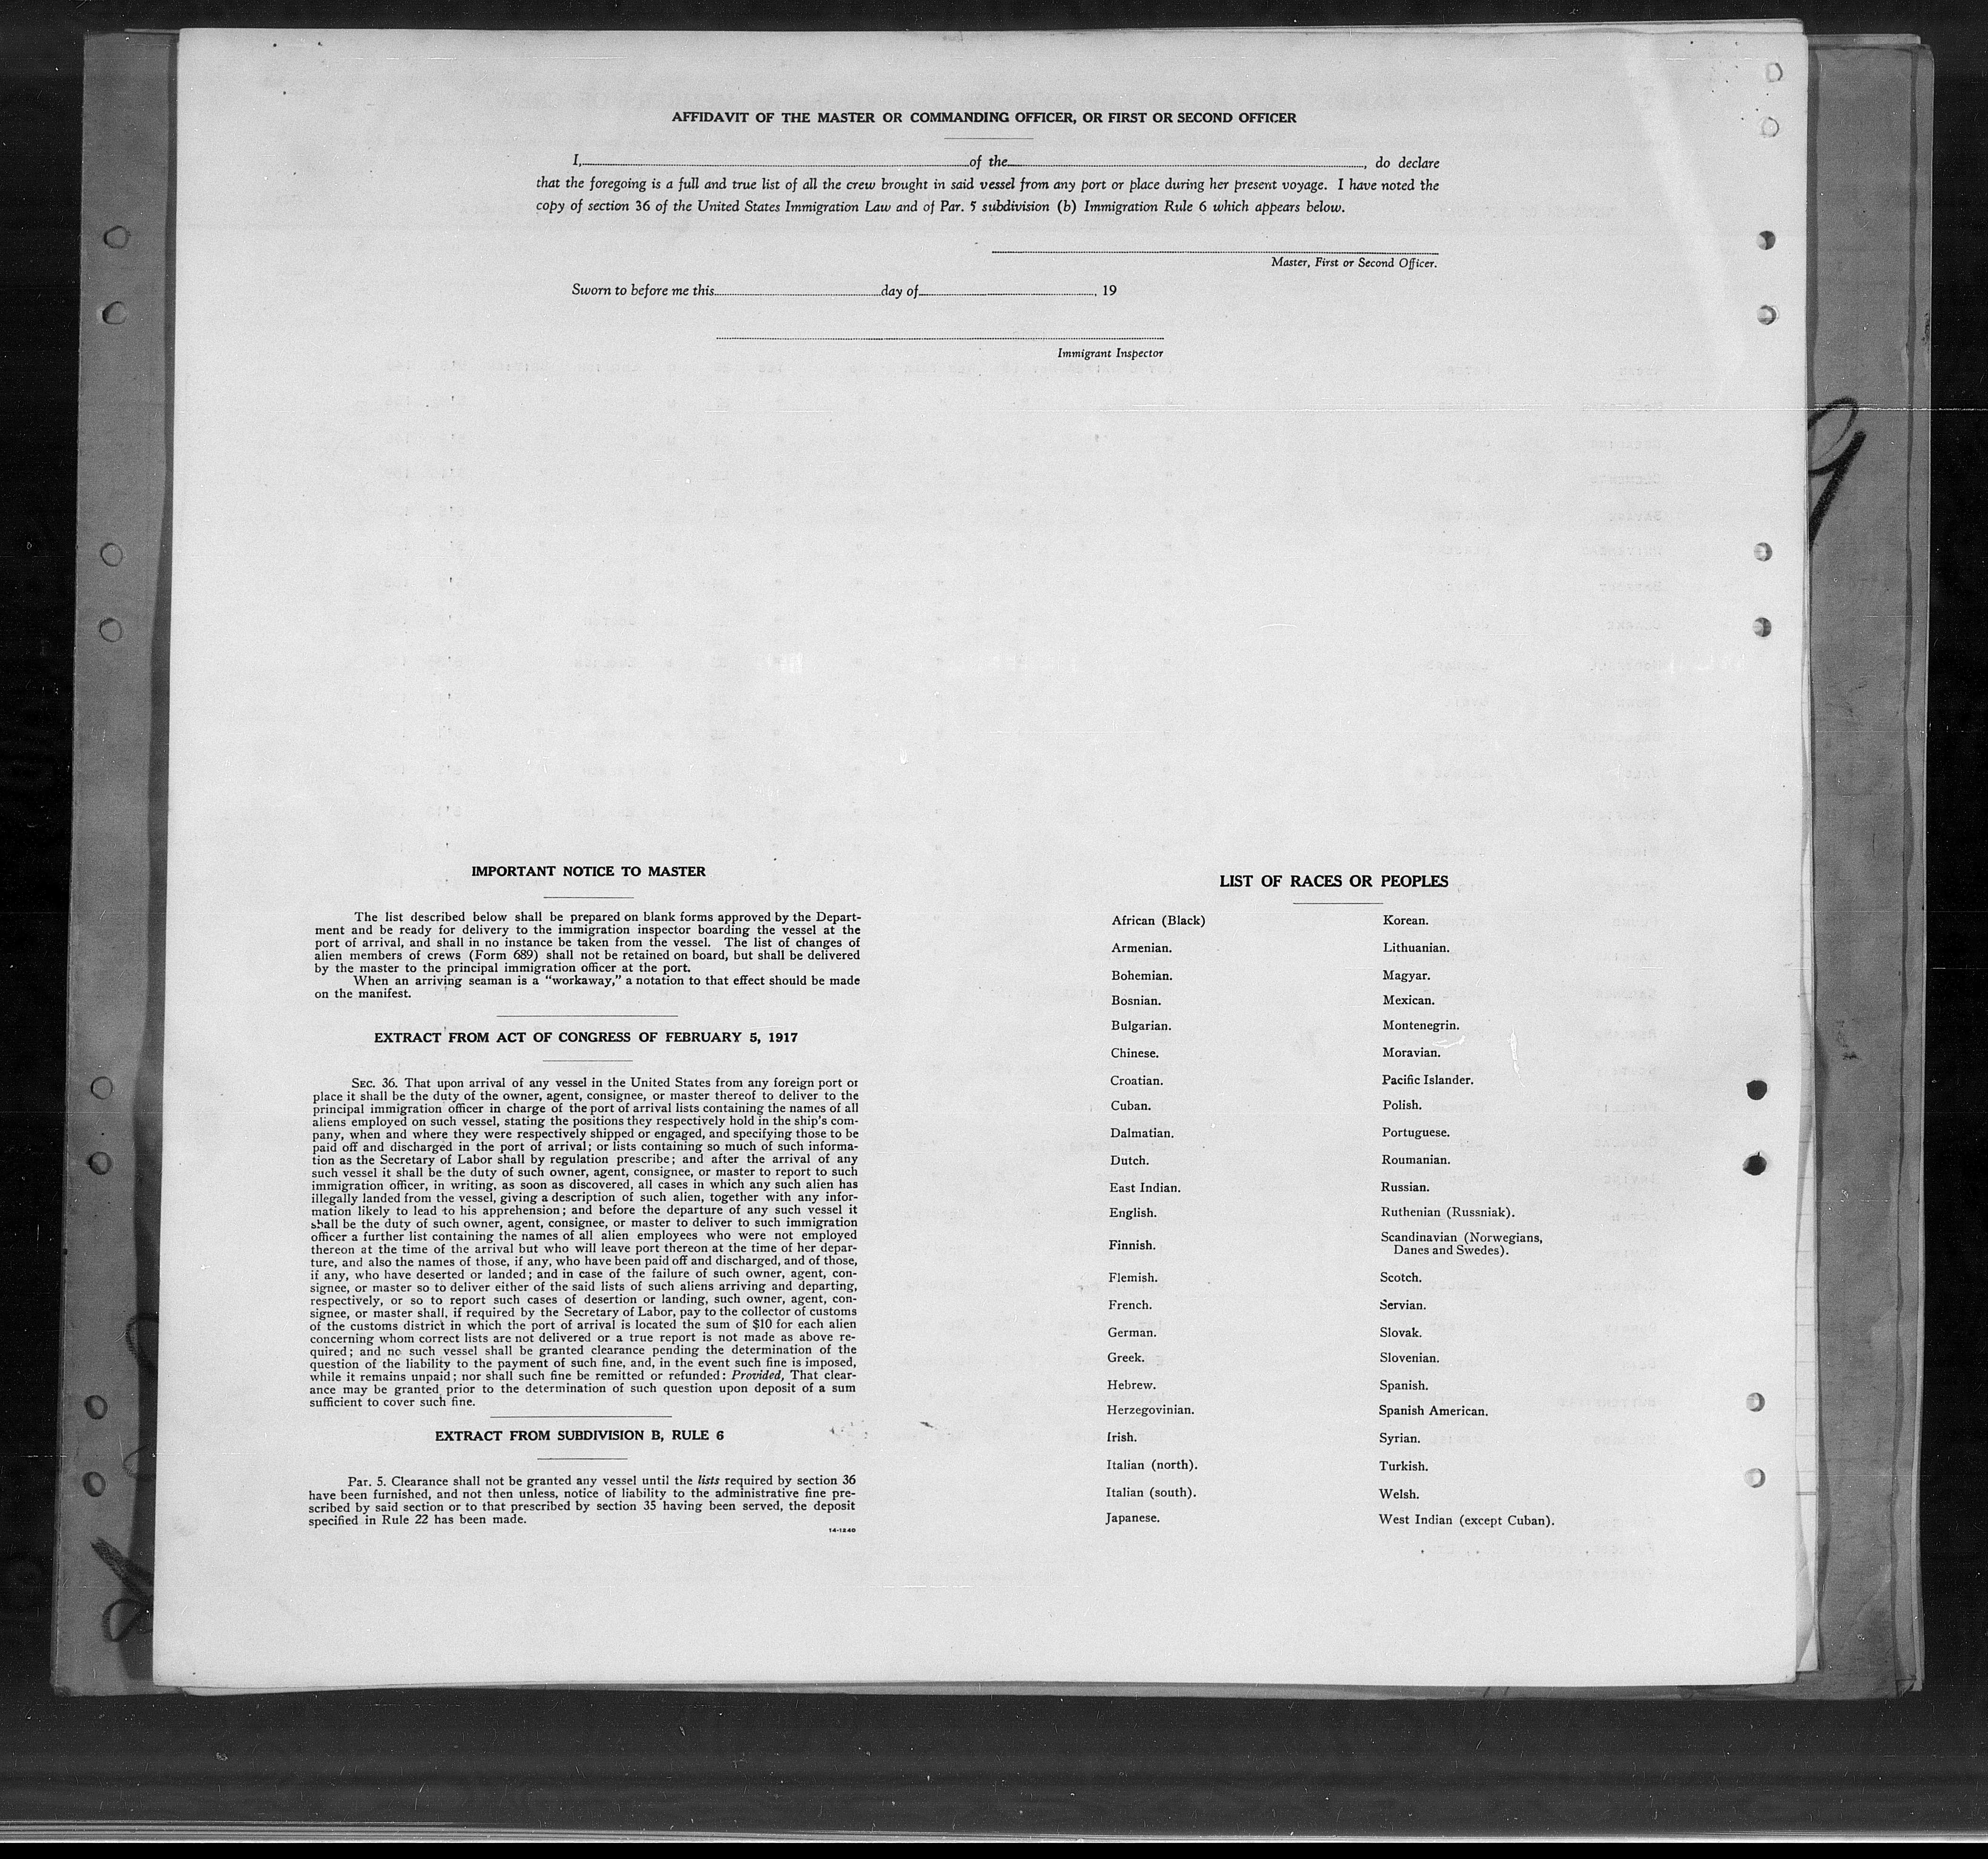 AFFIDAVIT OF THE MASTER OR COMMANDING OFFICER, OR FIRST OR SECOND OFFICER
I, of the , do declare
that the foregoing is a full and true list of all the crew brought in said vessel from any port or place during her present voyage. I have noted the
copy of section 36 of the United States Immigration Law and of Par. 5 subdivision (b) Immigration Rule 6 which appears below.
Master, First or Second Officer.
Sworn to before me this day of , 19
Immigrant Inspector
IMPORTANT NOTICE TO MASTER
The list described below shall be prepared on blank forms approved by the Depart-
ment and be ready for delivery to the immigration inspector boarding the vessel at the
port of arrival, and shall in no instance be taken from the vessel. The list of changes of
alien members of crews (Form 689) shall not be retained on board, but shall be delivered
by the master to the principal immigration officer at the port.
When an arriving seaman is a "workaway," a notation to that effect should be made
on the manifest.
EXTRACT FROM ACT OF CONGRESS OF FEBRUARY 5, 1917
SEC. 36. That upon arrival of any vessel in the United States from any foreign port or
place it shall be the duty of the owner, agent, consignee, or master thereof to deliver to the
principal immigration officer in charge of the port of arrival lists containing the names of all
aliens employed on such vessel, stating the positions they respectively hold in the ship's com-
pany, when and where they were respectively shipped or engaged, and specifying those to be
paid off and discharged in the port of arrival; or lists containing so much of such informa-
tion as the Secretary of Labor shall by regulation prescribe; and after the arrival of any
such vessel it shall be the duty of such owner, agent, consignee, or master to report to such
immigration officer, in writing, as soon as discovered, all cases in which any such alien has
illegally landed from the vessel, giving a description of such alien, together with any infor-
mation likely to lead to his apprehension; and before the departure of any such vessel it
shall be the duty of such owner, agent, consignee, or master to deliver to such immigration
officer a further list containing the names of all alien employees who were not employed
thereon at the time of the arrival but who will leave port thereon at the time of her depar-
ture, and also the names of those, if any, who have been paid off and discharged, and of those,
if any, who have deserted or landed; and in case of the failure of such owner, agent, con-
signee, or master so to deliver either of the said lists of such aliens arriving and departing,
respectively, or so to report such cases of desertion or landing, such owner, agent, con-
signee, or master shall, if required by the Secretary of Labor, pay to the collector of customs
of the customs district in which the port of arrival is located the sum of $10 for each alien
concerning whom correct lists are not delivered or a true report is not made as above re-
quired; and no such vessel shall be granted clearance pending the determination of the
question of the liability to the payment of such fine, and, in the event such fine is imposed,
while it remains unpaid; nor shall such fine be remitted or refunded: Provided, That clear-
ance may be granted prior to the determination of such question upon deposit of a sum
sufficient to cover such fine.
EXTRACT FROM SUBDIVISION B, RULE 6
Par. 5. Clearance shall not be granted any vessel until the lists required by section 36
have been furnished, and not then unless, notice of liability to the administrative fine pre-
scribed by said section or to that prescribed by section 35 having been served, the deposit
specified in Rule 22 has been made.
14-1240
LIST OF RACES OR PEOPLES
African (Black)
Armenian.
Bohemian.
Bosnian.
Bulgarian.
Chinese.
Croatian.
Cuban.
Dalmatian.
Dutch.
East Indian.
English.
Finnish.
Flemish.
French.
German.
Greek.
Hebrew.
Herzegovinian.
Irish.
Italian (north).
Italian (south).
Japanese.
Korean.
Lithuanian.
Magyar.
Mexican.
Montenegrin.
Moravian.
Pacific Islander.
Polish.
Portuguese.
Roumanian.
Russian.
Ruthenian (Russniak).
Scandinavian (Norwegians,
Danes and Swedes).
Scotch.
Servian.
Slovak.
Slovenian.
Spanish.
Spanish American.
Syrian.
Turkish.
Welsh.
West Indian (except Cuban).